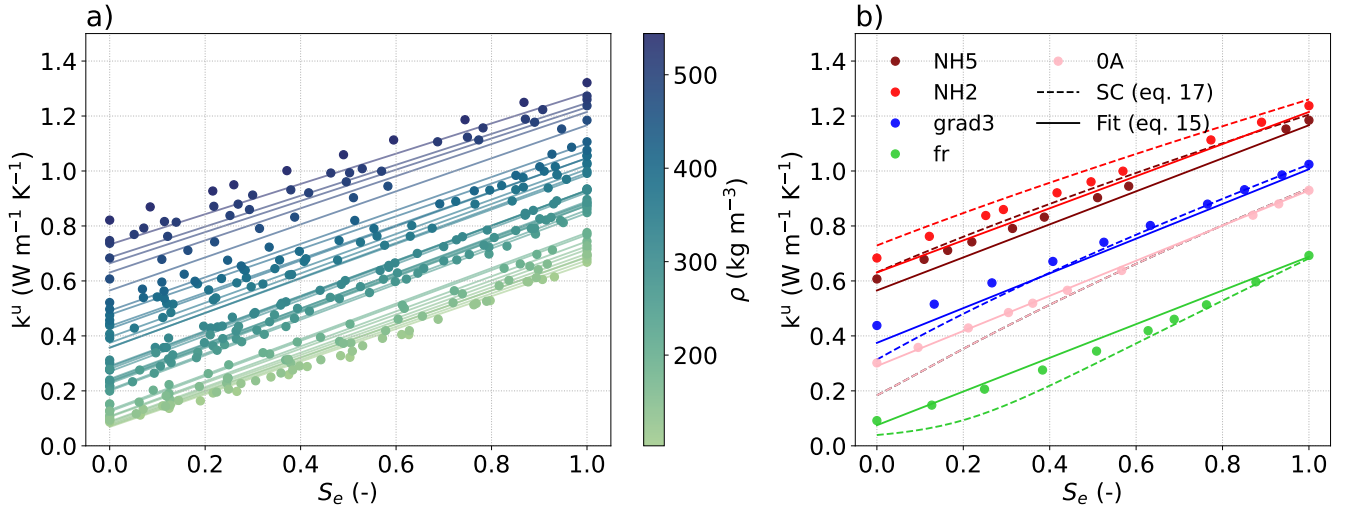 a)
1.4
1.2
1.0
0.8
0.6
0.4
0.2
0.0
kᵘ (W m⁻¹ K⁻¹)
0.0 0.2 0.4 0.6 0.8 1.0
Sₑ (-)
500
400
300
200
ρ (kg m⁻³)
b)
1.4
1.2
1.0
0.8
0.6
0.4
0.2
0.0
kᵘ (W m⁻¹ K⁻¹)
NH5
NH2
grad3
fr
0A
SC (eq. 17)
Fit (eq. 15)
0.0 0.2 0.4 0.6 0.8 1.0
Sₑ (-)